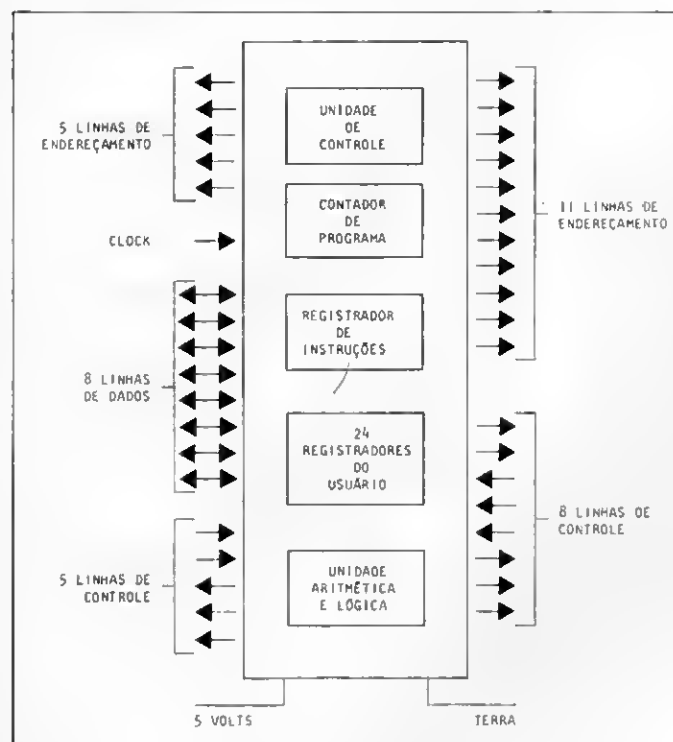 5 LINHAS DE
ENDEREÇAMENTO
CLOCK
8 LINHAS
DE DADOS
5 LINHAS DE
CONTROLE
UNIDADE
DE
CONTROLE
CONTADOR
DE
PROGRAMA
REGISTRADOR
DE
INSTRUÇÕES
24
REGISTRADORES
DO
USUÁRIO
UNIDADE
ARITMÉTICA
E LÓGICA
11 LINHAS DE
ENDEREÇAMENTO
8 LINHAS DE
CONTROLE
5 VOLTS
TERRA